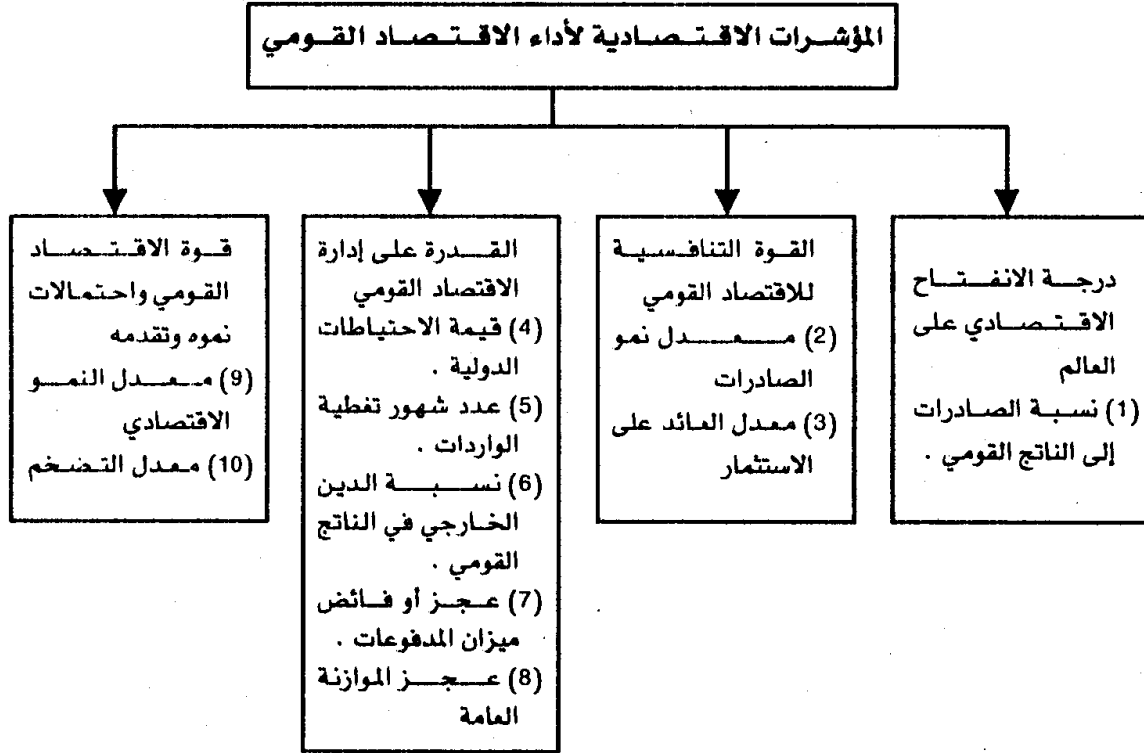 المؤشرات الاقتصادية لأداء الاقتصاد القومي
درجة الانفتاح
الاقتصادي على
العالم
(1) نسبة الصادرات
إلى الناتج القومي .
القوة التنافسية
للاقتصاد القومي
(2) معدل نمو
الصادرات
(3) معدل العائد على
الاستثمار
القدرة على إدارة
الاقتصاد القومي
(4) قيمة الاحتياطات
الدولية .
(5) عدد شهور تغطية
الواردات .
(6) نسبة الدين
الخارجي في الناتج
القومي .
(7) عجز أو فائض
ميزان المدفوعات .
(8) عجز الموازنة
العامة
قوة الاقتصاد
القومي واحتمالات
نموه وتقدمه
(9) معدل النمو
الاقتصادي
(10) معدل التضخم